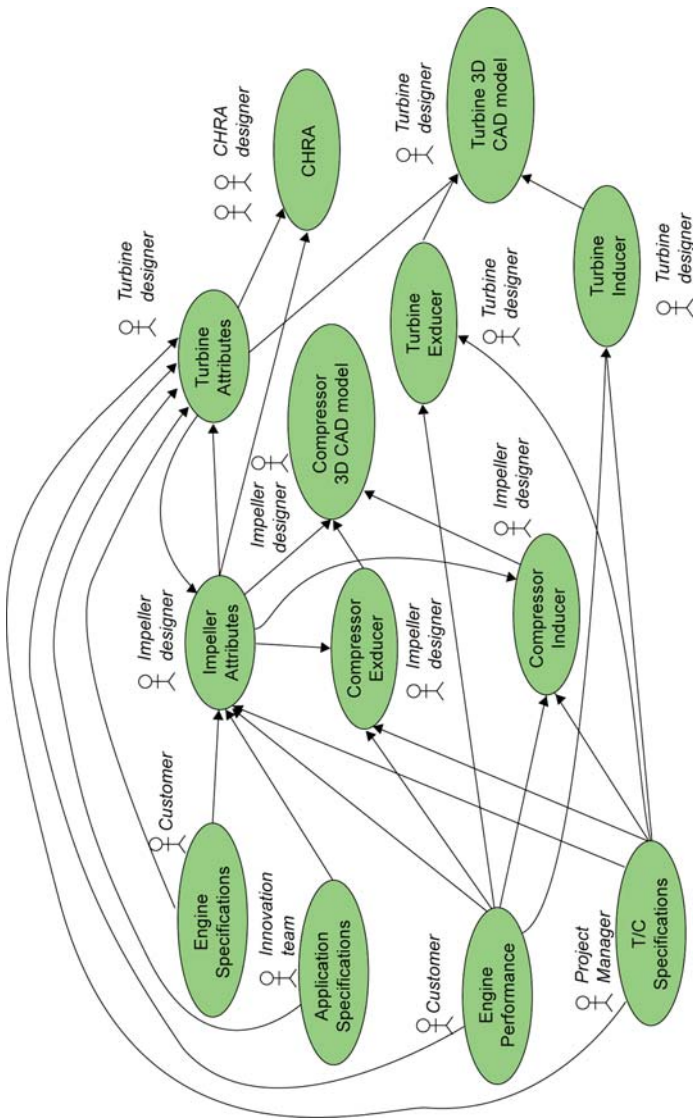 Engine
Specifications
Customer
Application
Specifications
Innovation
team
Engine
Performance
Customer
T/C
Specifications
Project
Manager
Impeller
Attributes
Impeller
designer
Compressor
Exducer
Impeller
designer
Compressor
Inducer
Impeller
designer
Turbine
Attributes
Turbine
designer
Compressor
3D CAD model
Impeller
designer
Turbine
Exducer
Turbine
designer
Turbine
Inducer
Turbine
designer
CHRA
CHRA
designer
Turbine 3D
CAD model
Turbine
designer